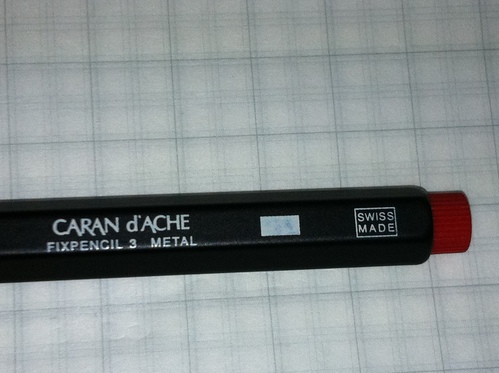 CARAN d'ACHE
FIXPENCIL 3 METAL
SWISS
MADE